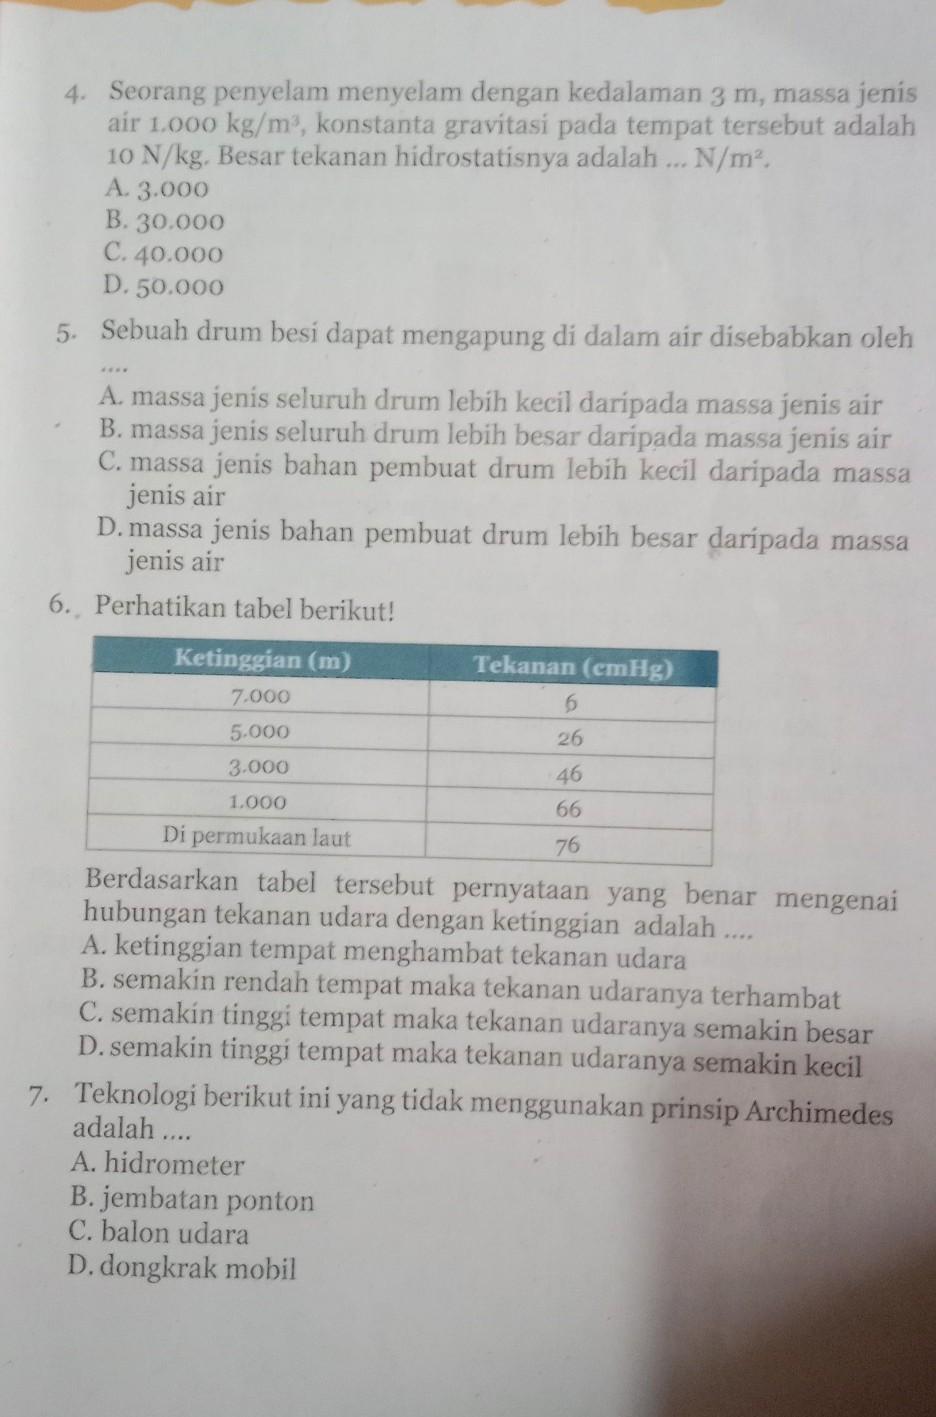 4. Seorang penyelam menyelam dengan kedalaman 3 m, massa jenis
air 1.000 kg/m³, konstanta gravitasi pada tempat tersebut adalah
10 N/kg. Besar tekanan hidrostatisnya adalah ... N/m².
A. 3.000
B. 30.000
C. 40.000
D. 50.000
5. Sebuah drum besi dapat mengapung di dalam air disebabkan oleh
....
A. massa jenis seluruh drum lebih kecil daripada massa jenis air
B. massa jenis seluruh drum lebih besar daripada massa jenis air
C. massa jenis bahan pembuat drum lebih kecil daripada massa
jenis air
D. massa jenis bahan pembuat drum lebih besar daripada massa
jenis air
6. Perhatikan tabel berikut!
Ketinggian (m) Tekanan (cmHg)
7.000 6
5.000 26
3.000 46
1.000 66
Di permukaan laut 76
Berdasarkan tabel tersebut pernyataan yang benar mengenai
hubungan tekanan udara dengan ketinggian adalah ....
A. ketinggian tempat menghambat tekanan udara
B. semakin rendah tempat maka tekanan udaranya terhambat
C. semakin tinggi tempat maka tekanan udaranya semakin besar
D. semakin tinggi tempat maka tekanan udaranya semakin kecil
7. Teknologi berikut ini yang tidak menggunakan prinsip Archimedes
adalah ....
A. hidrometer
B. jembatan ponton
C. balon udara
D. dongkrak mobil